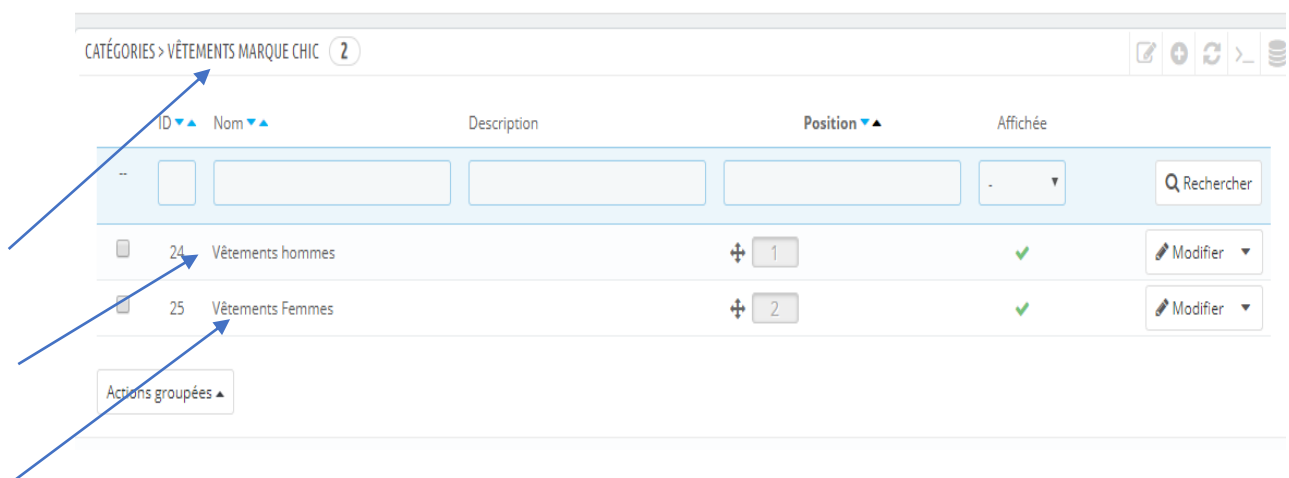 CATÉGORIES > VÊTEMENTS MARQUE CHIC 2
ID Nom Description Position Affichée
-- - Rechercher
24 Vêtements hommes 1 Modifier
25 Vêtements Femmes 2 Modifier
Actions groupées